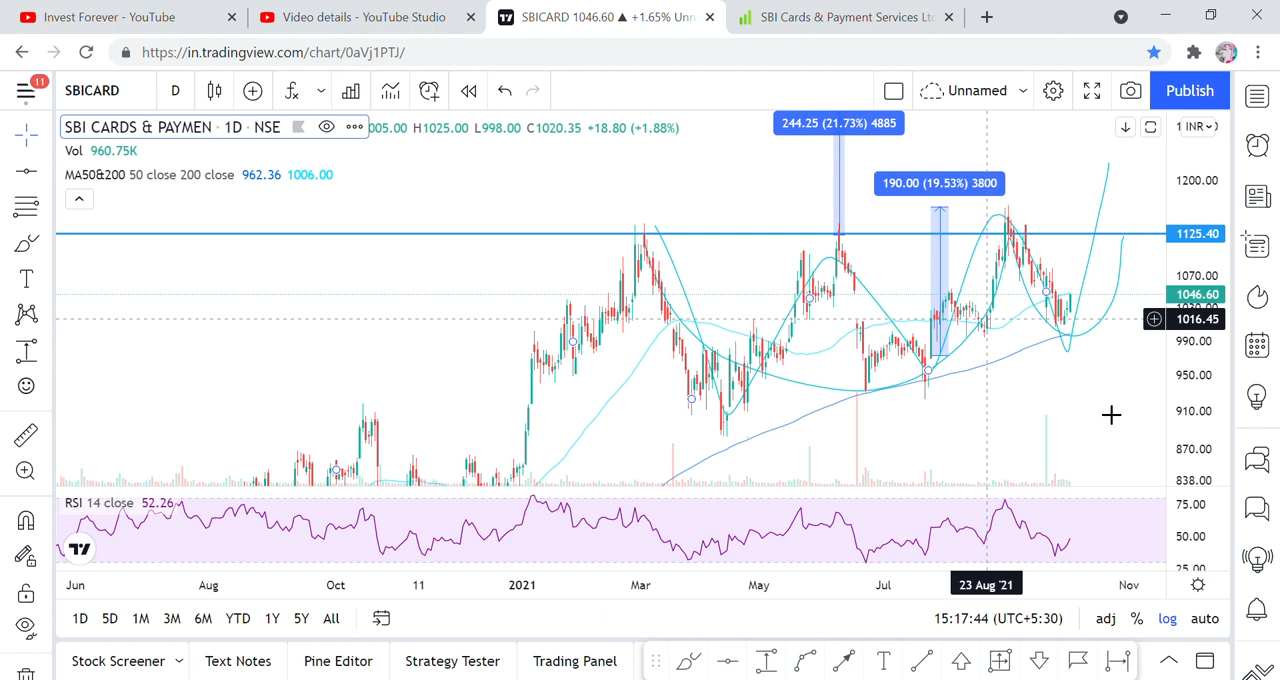 Invest Forever - YouTube
Video details - YouTube Studio
SBICARD 1046.60 ▲ +1.65% Unn
SBI Cards & Payment Services Ltd
https://in.tradingview.com/chart/0aVj1PTJ/
11
SBICARD
D
Unnamed
Publish
SBI CARDS & PAYMEN · 1D · NSE
005.00 H1025.00 L998.00 C1020.35 +18.80 (+1.88%)
244.25 (21.73%) 4885
1 INR
Vol 960.75K
MA50&200 50 close 200 close 962.36 1006.00
190.00 (19.53%) 3800
1200.00
1125.40
1070.00
1046.60
1016.45
990.00
950.00
910.00
870.00
838.00
RSI 14 close 52.26
75.00
50.00
25.00
Jun
Aug
Oct
11
2021
Mar
May
Jul
23 Aug '21
Nov
1D 5D 1M 3M 6M YTD 1Y 5Y All
15:17:44 (UTC+5:30)
adj % log auto
Stock Screener
Text Notes
Pine Editor
Strategy Tester
Trading Panel